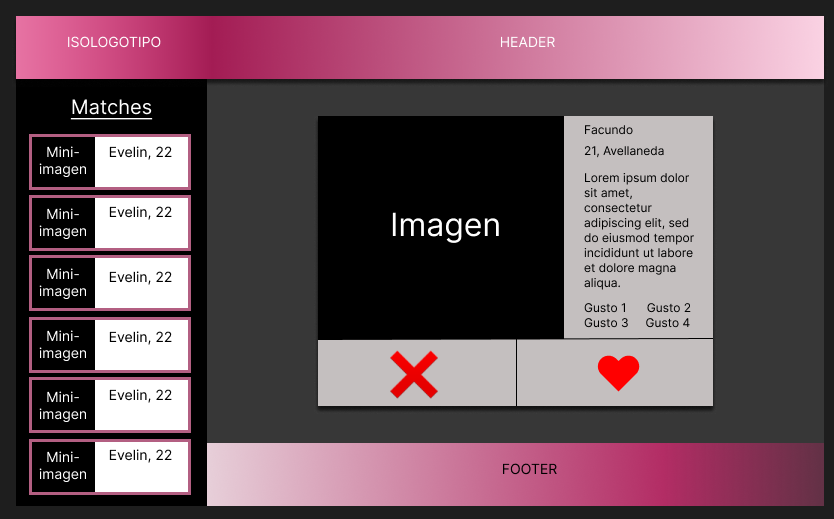 ISOLOGOTIPO
HEADER
Matches
Mini-
imagen
Evelin, 22
Mini-
imagen
Evelin, 22
Mini-
imagen
Evelin, 22
Mini-
imagen
Evelin, 22
Mini-
imagen
Evelin, 22
Mini-
imagen
Evelin, 22
Imagen
Facundo
21, Avellaneda
Lorem ipsum dolor
sit amet,
consectetur
adipiscing elit, sed
do eiusmod tempor
incididunt ut labore
et dolore magna
aliqua.
Gusto 1 Gusto 2
Gusto 3 Gusto 4
FOOTER